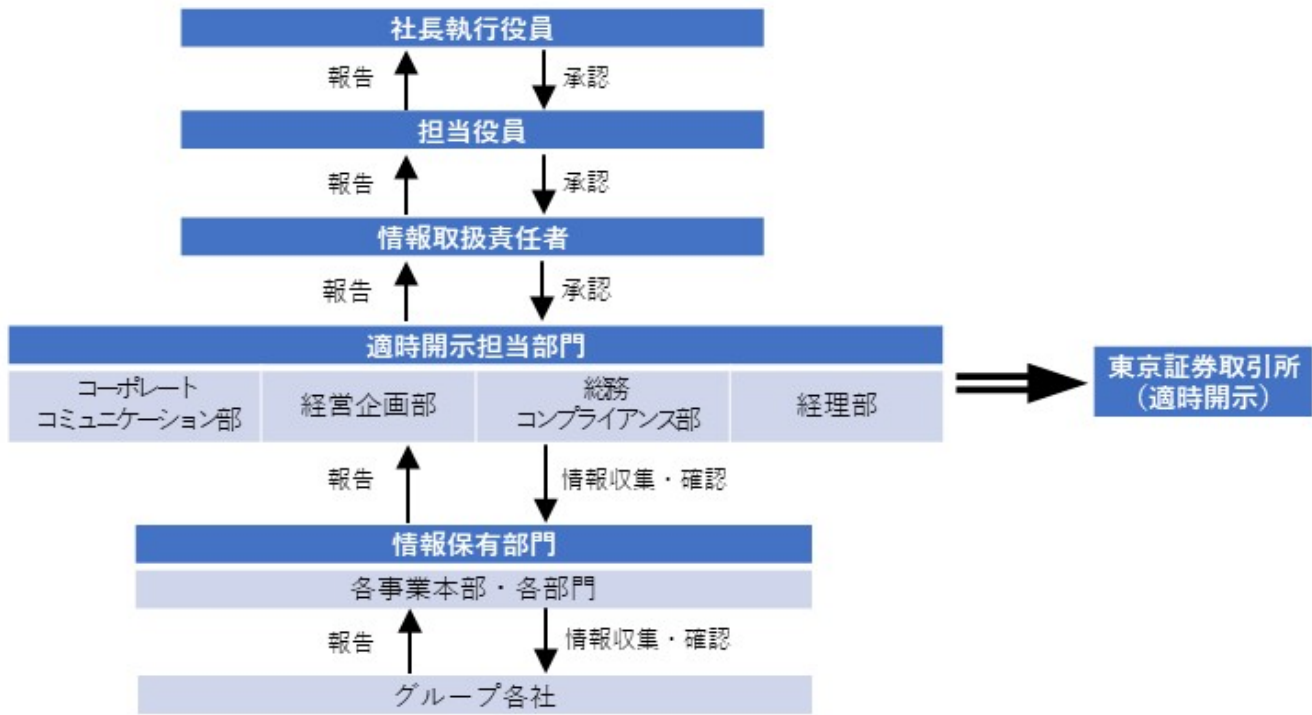 社長執行役員
報告
承認
担当役員
報告
承認
情報取扱責任者
報告
承認
適時開示担当部門
コーポレート
コミュニケーション部
経営企画部
総務
コンプライアンス部
経理部
東京証券取引所
（適時開示）
報告
情報収集・確認
情報保有部門
各事業本部・各部門
報告
情報収集・確認
グループ各社